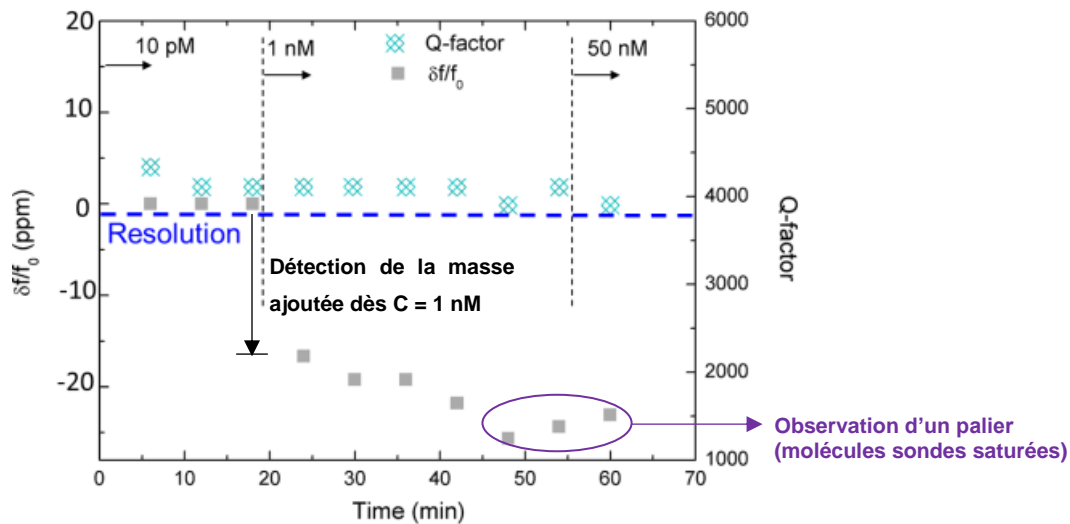 20
6000
10 pM
1 nM
50 nM
Q-factor
δf/f₀
10
5000
0
4000
Resolution
Détection de la masse
ajoutée dès C = 1 nM
-10
3000
-20
2000
1000
Observation d'un palier
(molécules sondes saturées)
0 10 20 30 40 50 60 70
Time (min)
δf/f₀ (ppm)
Q-factor